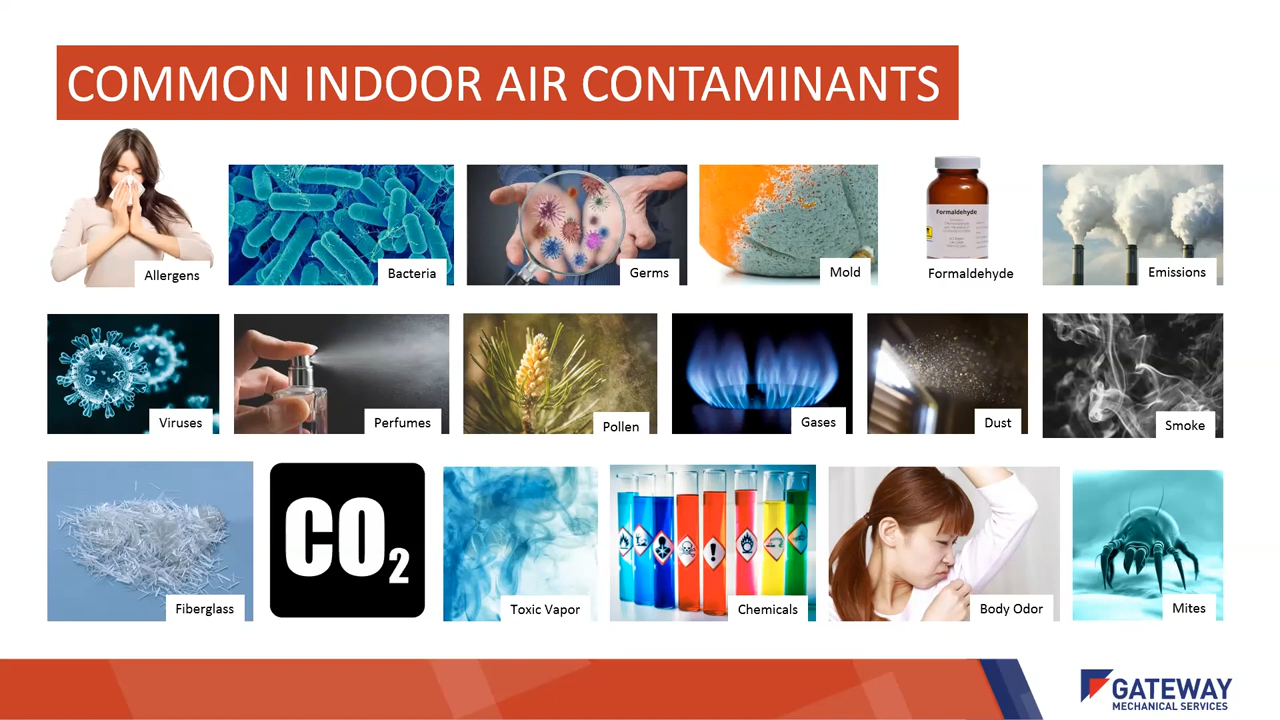 COMMON INDOOR AIR CONTAMINANTS
Allergens
Bacteria
Germs
Mold
Formaldehyde
Formaldehyde
Emissions
Viruses
Perfumes
Pollen
Gases
Dust
Smoke
Fiberglass
CO₂
Toxic Vapor
Chemicals
Body Odor
Mites
GATEWAY
MECHANICAL SERVICES